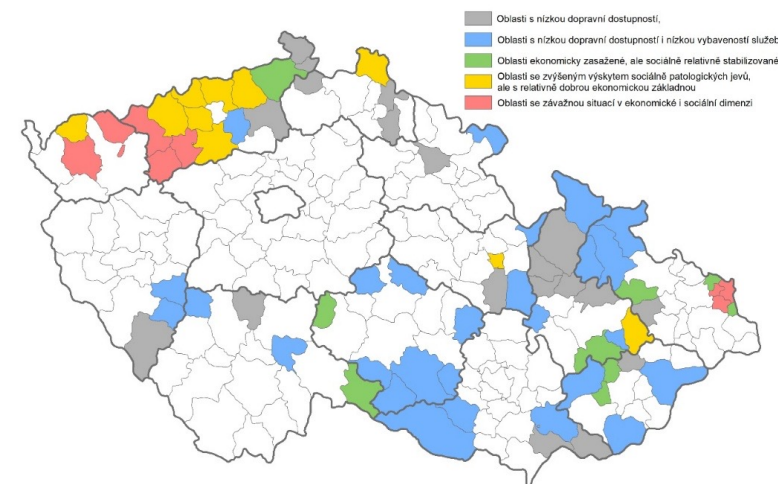 Oblasti s nízkou dopravní dostupností,
Oblasti s nízkou dopravní dostupností i nízkou vybaveností služeb
Oblasti ekonomicky zasažené, ale sociálně relativně stabilizované
Oblasti se zvýšeným výskytem sociálně patologických jevů,
ale s relativně dobrou ekonomickou základnou
Oblasti se závažnou situací v ekonomické i sociální dimenzi